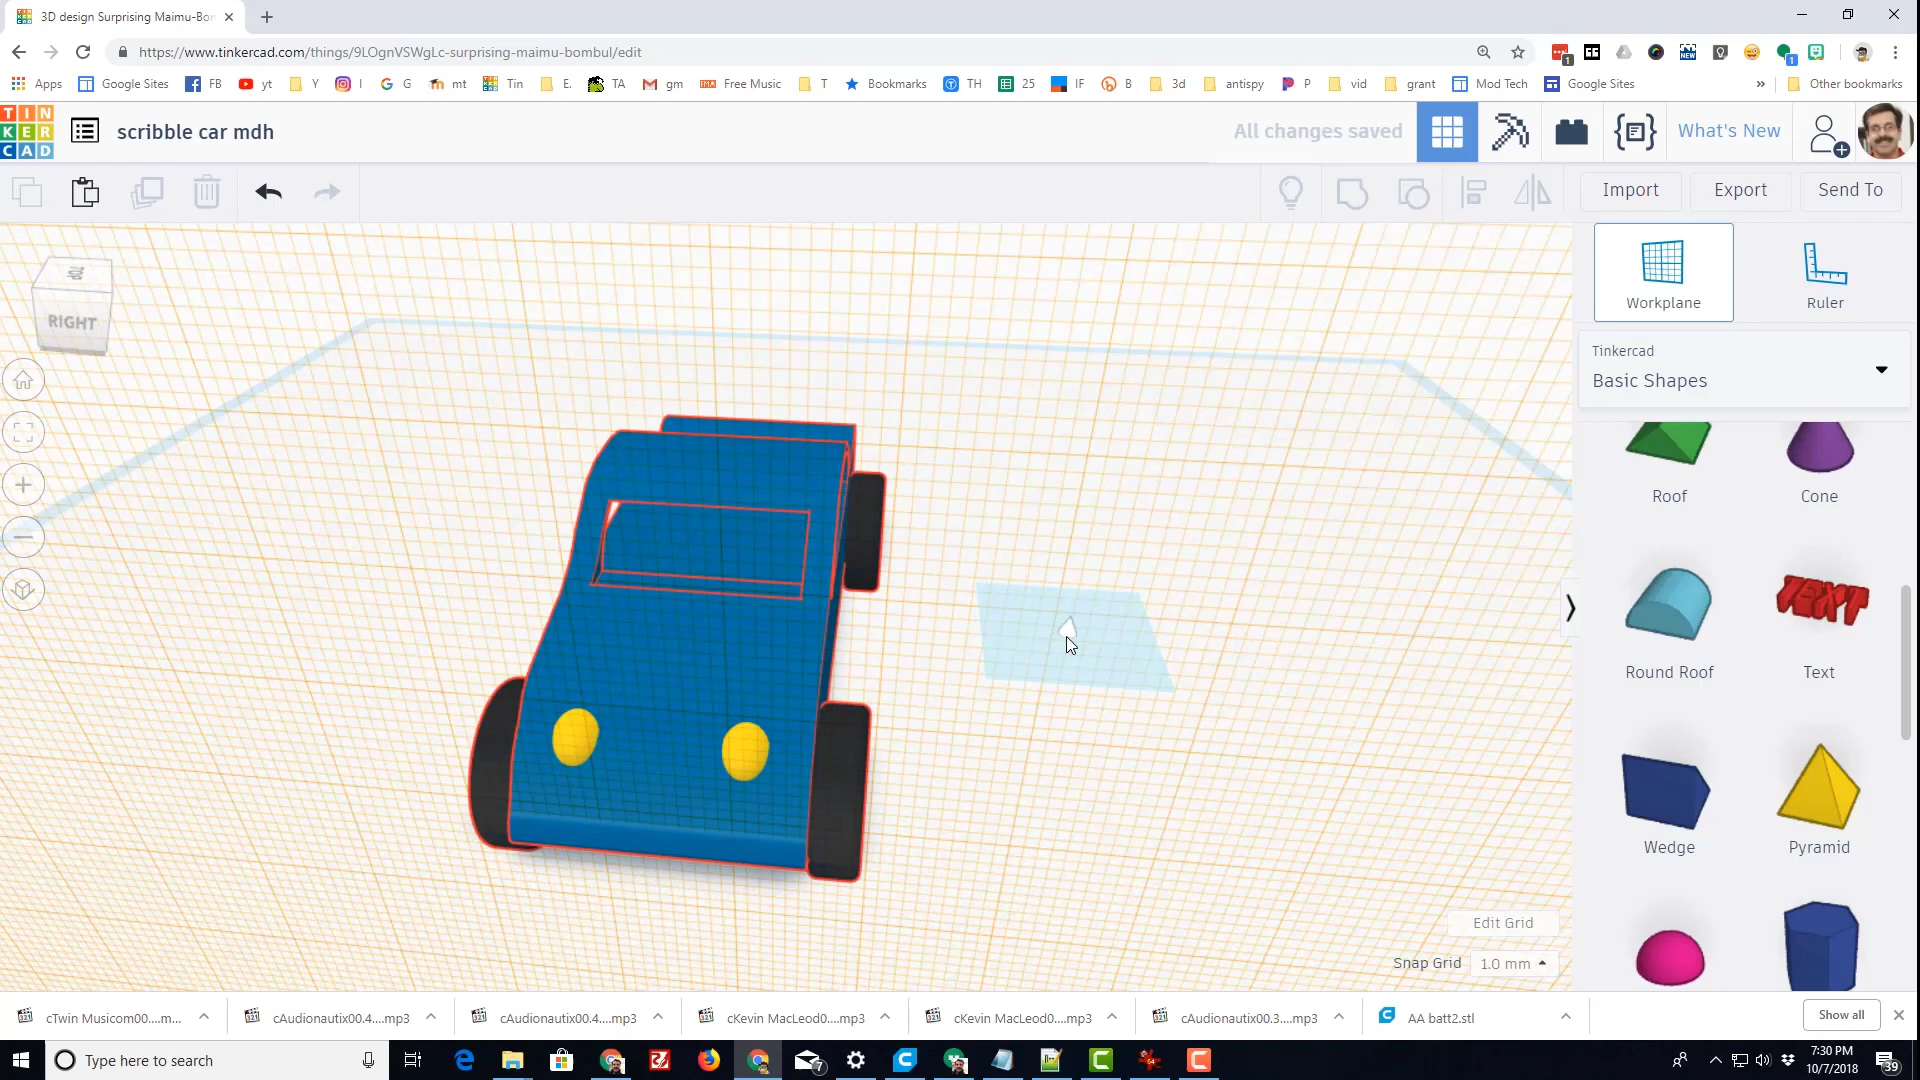 3D design Surprising Maimu-Bo
https://www.tinkercad.com/things/9LOgnVSWgLc-surprising-maimu-bombul/edit
Apps Google Sites FB yt Y I G mt Tin E. TA gm Free Music T Bookmarks TH 25 IF B 3d antispy P vid grant Mod Tech Google Sites » Other bookmarks
TIN
KER
CAD
scribble car mdh
All changes saved
What's New
Import Export Send To
RIGHT
Workplane Ruler
Tinkercad
Basic Shapes
Roof Cone
TEXT
Round Roof Text
Wedge Pyramid
Edit Grid
Snap Grid 1.0 mm
cTwin Musicom00....m... cAudionautix00.4....mp3 cAudionautix00.4....mp3 cKevin MacLeod0....mp3 cKevin MacLeod0....mp3 cAudionautix00.3....mp3 AA batt2.stl Show all
Type here to search
7
7:30 PM
10/7/2018
39